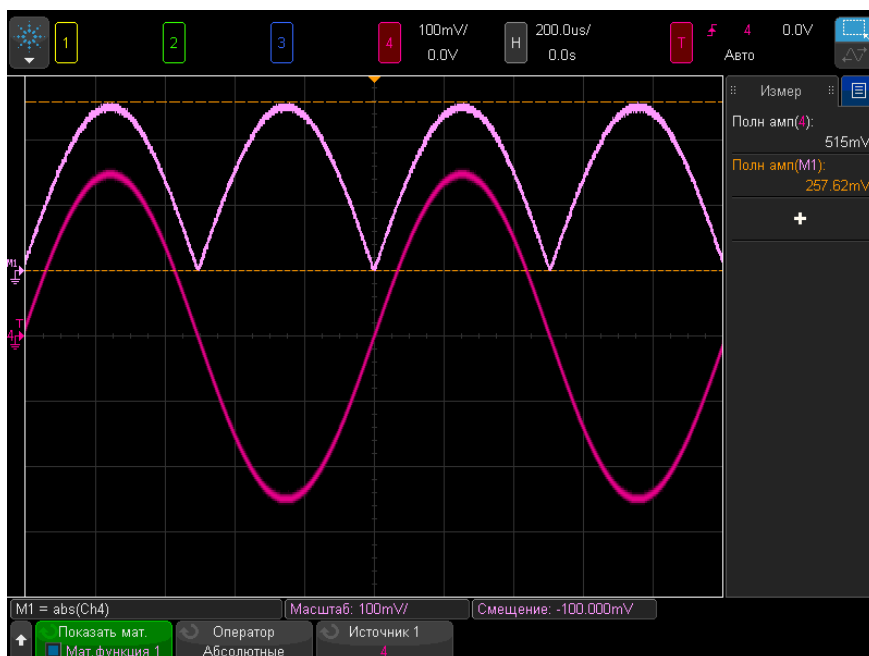 1 2 3 4 100mV/ 0.0V H 200.0us/ 0.0s T 4 0.0V Авто
Измер
Полн амп(4):
515mV
Полн амп(M1):
257.62mV
+
M1
T
4
M1 = abs(Ch4)
Масштаб: 100mV/
Смещение: -100.000mV
Показать мат.
Мат.функция 1
Оператор
Абсолютные
Источник 1
4